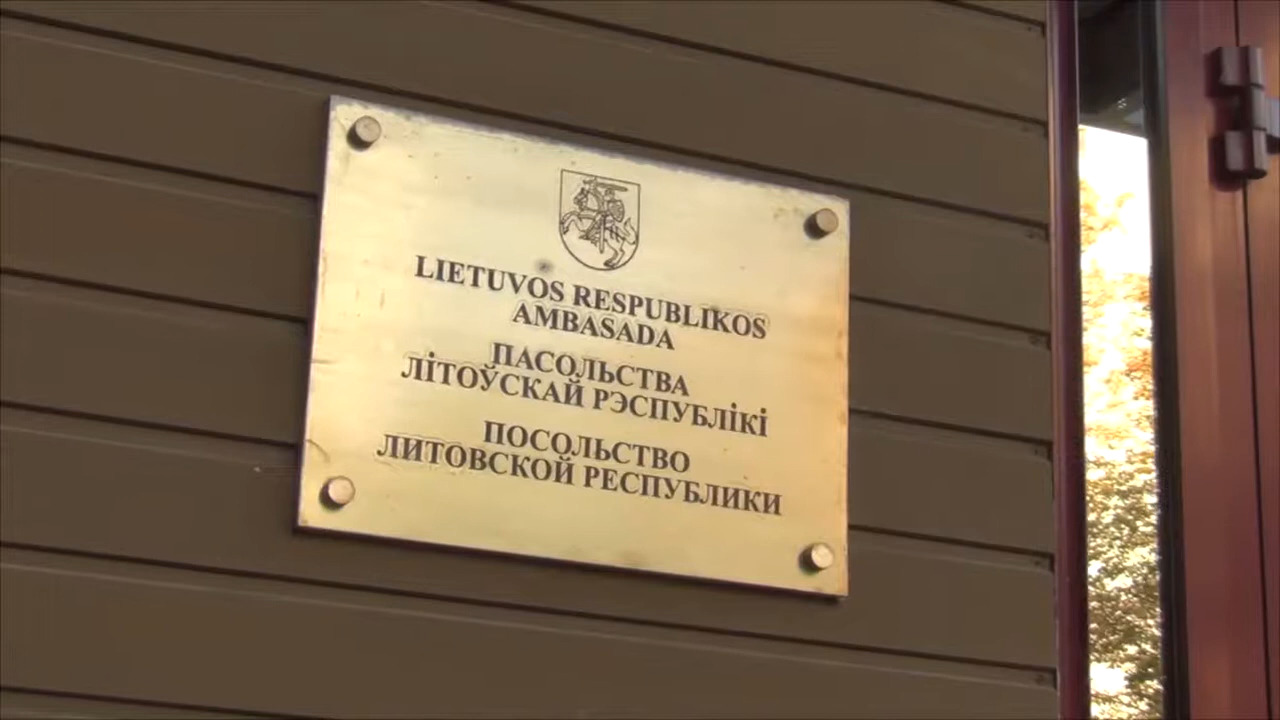 LIETUVOS RESPUBLIKOS
AMBASADA
ПАСОЛЬСТВА
ЛІТОЎСКАЙ РЭСПУБЛІКІ
ПОСОЛЬСТВО
ЛИТОВСКОЙ РЕСПУБЛИКИ